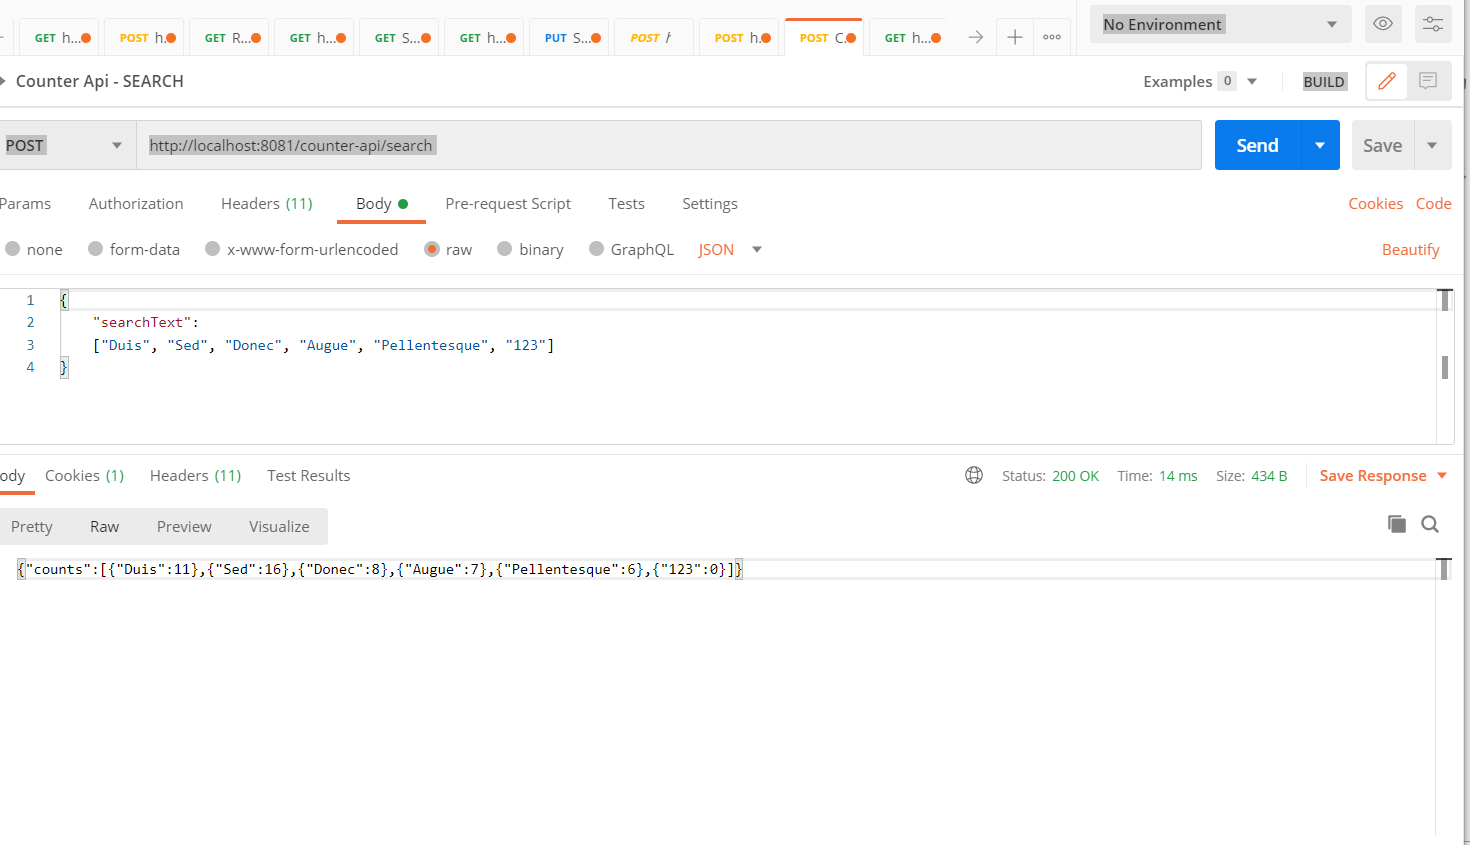 GET h... POST h. GET R... GET h... GET S... GET h... PUT S... POST h POST h. POST C. GET h... No Environment
Counter Api - SEARCH Examples 0 BUILD
POST http://localhost:8081/counter-api/search Send Save
Params Authorization Headers (11) Body Pre-request Script Tests Settings Cookies Code
none form-data x-www-form-urlencoded raw binary GraphQL JSON Beautify
1 {
2 "searchText":
3 ["Duis", "Sed", "Donec", "Augue", "Pellentesque", "123"]
4 }
ody Cookies (1) Headers (11) Test Results Status: 200 OK Time: 14 ms Size: 434 B Save Response
Pretty Raw Preview Visualize
{"counts":[{"Duis":11},{"Sed":16},{"Donec":8},{"Augue":7},{"Pellentesque":6},{"123":0}]}